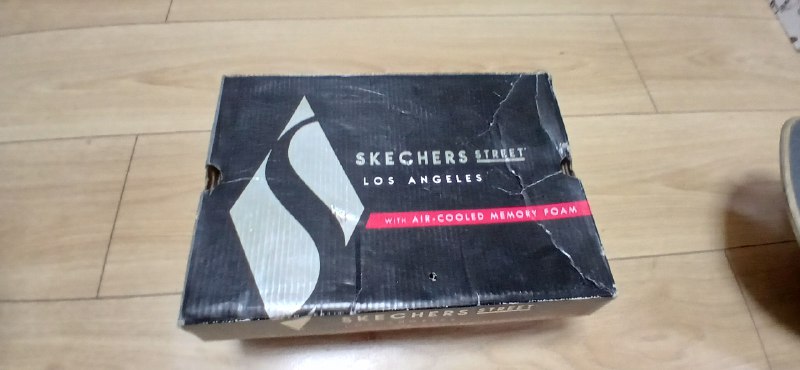 SKECHERS STREET
LOS ANGELES
WITH AIR-COOLED MEMORY FOAM
SKECHERS STREET